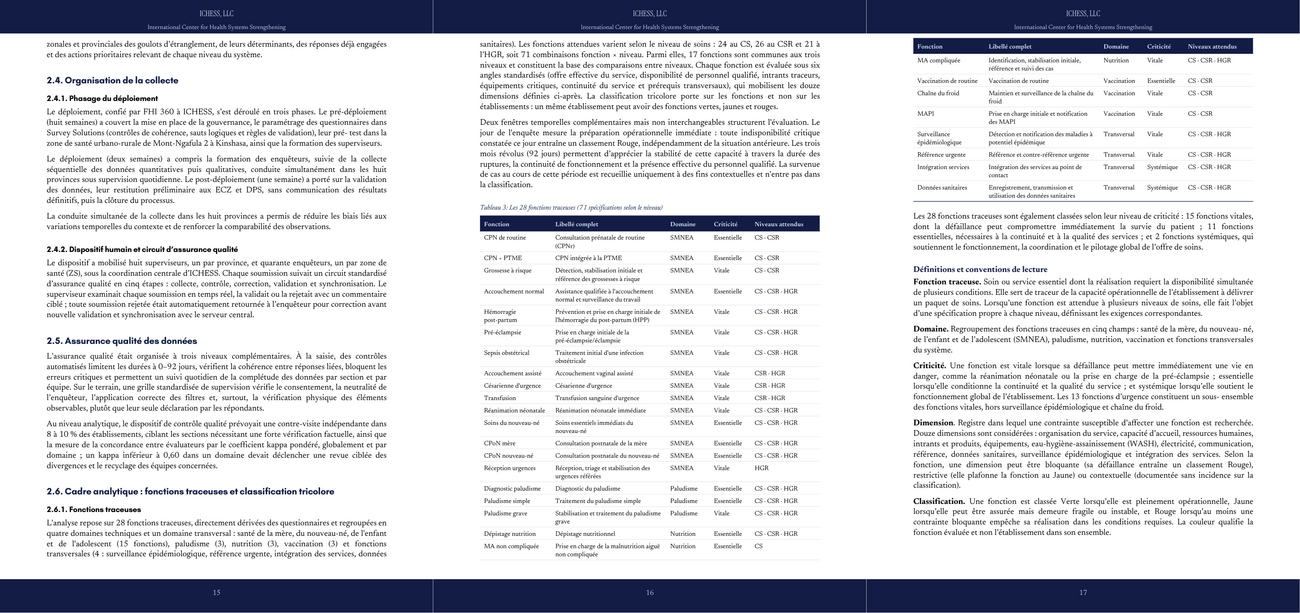 ICHESS, LLC
International Center for Health Systems Strengthening
zonales et provinciales des goulots d'étranglement, de leurs déterminants, des réponses déjà engagées
et des actions prioritaires relevant de chaque niveau du système.
2.4. Organisation de la collecte
2.4.1. Phasage du déploiement
Le déploiement, confié par FHI 360 à ICHESS, s'est déroulé en trois phases. Le pré-déploiement
(huit semaines) a couvert la mise en place de la gouvernance, le paramétrage des questionnaires dans
Survey Solutions (contrôles de cohérence, sauts logiques et règles de validation), leur pré- test dans la
zone de santé urbano-rurale de Mont-Ngafula 2 à Kinshasa, ainsi que la formation des superviseurs.
Le déploiement (deux semaines) a compris la formation des enquêteurs, suivie de la collecte
séquentielle des données quantitatives puis qualitatives, conduite simultanément dans les huit
provinces sous supervision quotidienne. Le post-déploiement (une semaine) a porté sur la validation
des données, leur restitution préliminaire aux ECZ et DPS, sans communication des résultats
définitifs, puis la clôture du processus.
La conduite simultanée de la collecte dans les huit provinces a permis de réduire les biais liés aux
variations temporelles du contexte et de renforcer la comparabilité des observations.
2.4.2. Dispositif humain et circuit d'assurance qualité
Le dispositif a mobilisé huit superviseurs, un par province, et quarante enquêteurs, un par zone de
santé (ZS), sous la coordination centrale d'ICHESS. Chaque soumission suivait un circuit standardisé
d'assurance qualité en cinq étapes : collecte, contrôle, correction, validation et synchronisation. Le
superviseur examinait chaque soumission en temps réel, la validait ou la rejetait avec un commentaire
ciblé ; toute soumission rejetée était automatiquement retournée à l'enquêteur pour correction avant
nouvelle validation et synchronisation avec le serveur central.
2.5. Assurance qualité des données
L'assurance qualité était organisée à trois niveaux complémentaires. À la saisie, des contrôles
automatisés limitent les durées à 0–92 jours, vérifient la cohérence entre réponses liées, bloquent les
erreurs critiques et permettent un suivi quotidien de la complétude des données par section et par
équipe. Sur le terrain, une grille standardisée de supervision vérifie le consentement, la neutralité de
l'enquêteur, l'application correcte des filtres et, surtout, la vérification physique des éléments
observables, plutôt que leur seule déclaration par les répondants.
Au niveau analytique, le dispositif de contrôle qualité prévoyait une contre-visite indépendante dans
8 à 10 % des établissements, ciblant les sections nécessitant une forte vérification factuelle, ainsi que
la mesure de la concordance entre évaluateurs par le coefficient kappa pondéré, globalement et par
domaine ; un kappa inférieur à 0,60 dans un domaine devait déclencher une revue ciblée des
divergences et le recyclage des équipes concernées.
2.6. Cadre analytique : fonctions traceuses et classification tricolore
2.6.1. Fonctions traceuses
L'analyse repose sur 28 fonctions traceuses, directement dérivées des questionnaires et regroupées en
quatre domaines techniques et un domaine transversal : santé de la mère, du nouveau-né, de l'enfant
et de l'adolescent (15 fonctions), paludisme (3), nutrition (3), vaccination (3) et fonctions
transversales (4 : surveillance épidémiologique, référence urgente, intégration des services, données
15
ICHESS, LLC
International Center for Health Systems Strengthening
sanitaires). Les fonctions attendues varient selon le niveau de soins : 24 au CS, 26 au CSR et 21 à
l'HGR, soit 71 combinaisons fonction × niveau. Parmi elles, 17 fonctions sont communes aux trois
niveaux et constituent la base des comparaisons entre niveaux. Chaque fonction est évaluée sous six
angles standardisés (offre effective du service, disponibilité de personnel qualifié, intrants traceurs,
équipements critiques, continuité du service et prérequis transversaux), qui mobilisent les douze
dimensions définies ci-après. La classification tricolore porte sur les fonctions et non sur les
établissements : un même établissement peut avoir des fonctions vertes, jaunes et rouges.
Deux fenêtres temporelles complémentaires mais non interchangeables structurent l'évaluation. Le
jour de l'enquête mesure la préparation opérationnelle immédiate : toute indisponibilité critique
constatée ce jour entraîne un classement Rouge, indépendamment de la situation antérieure. Les trois
mois révolus (92 jours) permettent d'apprécier la stabilité de cette capacité à travers la durée des
ruptures, la continuité de fonctionnement et la présence effective du personnel qualifié. La survenue
de cas au cours de cette période est recueillie uniquement à des fins contextuelles et n'entre pas dans
la classification.
Tableau 3: Les 28 fonctions traceuses (71 spécifications selon le niveau)
Fonction Libellé complet Domaine Criticité Niveaux attendus
CPN de routine Consultation prénatale de routine (CPNr) SMNEA Essentielle CS · CSR
CPN + PTME CPN intégrée à la PTME SMNEA Essentielle CS · CSR
Grossesse à risque Détection, stabilisation initiale et référence des grossesses à risque SMNEA Vitale CS · CSR
Accouchement normal Assistance qualifiée à l'accouchement normal et surveillance du travail SMNEA Essentielle CS · CSR · HGR
Hémorragie post-partum Prévention et prise en charge initiale de l'hémorragie du post-partum (HPP) SMNEA Vitale CS · CSR · HGR
Pré-éclampsie Prise en charge initiale de la pré-éclampsie/éclampsie SMNEA Vitale CS · CSR · HGR
Sepsis obstétrical Traitement initial d'une infection obstétricale SMNEA Vitale CS · CSR · HGR
Accouchement assisté Accouchement vaginal assisté SMNEA Vitale CSR · HGR
Césarienne d'urgence Césarienne d'urgence SMNEA Vitale CSR · HGR
Transfusion Transfusion sanguine d'urgence SMNEA Vitale CSR · HGR
Réanimation néonatale Réanimation néonatale immédiate SMNEA Vitale CS · CSR · HGR
Soins du nouveau-né Soins essentiels immédiats du nouveau-né SMNEA Essentielle CS · CSR · HGR
CPoN mère Consultation postnatale de la mère SMNEA Essentielle CS · CSR · HGR
CPoN nouveau-né Consultation postnatale du nouveau-né SMNEA Essentielle CS · CSR · HGR
Réception urgences Réception, triage et stabilisation des urgences référées SMNEA Vitale HGR
Diagnostic paludisme Diagnostic du paludisme Paludisme Essentielle CS · CSR · HGR
Paludisme simple Traitement du paludisme simple Paludisme Essentielle CS · CSR · HGR
Paludisme grave Stabilisation et traitement du paludisme grave Paludisme Vitale CS · CSR · HGR
Dépistage nutrition Dépistage nutritionnel Nutrition Essentielle CS · CSR · HGR
MA non compliquée Prise en charge de la malnutrition aiguë non compliquée Nutrition Essentielle CS
16
ICHESS, LLC
International Center for Health Systems Strengthening
Fonction Libellé complet Domaine Criticité Niveaux attendus
MA compliquée Identification, stabilisation initiale, référence et suivi des cas Nutrition Vitale CS · CSR · HGR
Vaccination de routine Vaccination de routine Vaccination Essentielle CS · CSR
Chaîne du froid Maintien et surveillance de la chaîne du froid Vaccination Vitale CS · CSR
MAPI Prise en charge initiale et notification des MAPI Vaccination Vitale CS · CSR
Surveillance épidémiologique Détection et notification des maladies à potentiel épidémique Transversal Vitale CS · CSR · HGR
Référence urgente Référence et contre-référence urgente Transversal Vitale CS · CSR · HGR
Intégration services Intégration des services au point de contact Transversal Systémique CS · CSR · HGR
Données sanitaires Enregistrement, transmission et utilisation des données sanitaires Transversal Systémique CS · CSR · HGR
Les 28 fonctions traceuses sont également classées selon leur niveau de criticité : 15 fonctions vitales,
dont la défaillance peut compromettre immédiatement la survie du patient ; 11 fonctions
essentielles, nécessaires à la continuité et à la qualité des services ; et 2 fonctions systémiques, qui
soutiennent le fonctionnement, la coordination et le pilotage global de l'offre de soins.
Définitions et conventions de lecture
Fonction traceuse. Soin ou service essentiel dont la réalisation requiert la disponibilité simultanée
de plusieurs conditions. Elle sert de traceur de la capacité opérationnelle de l'établissement à délivrer
un paquet de soins. Lorsqu'une fonction est attendue à plusieurs niveaux de soins, elle fait l'objet
d'une spécification propre à chaque niveau, définissant les exigences correspondantes.
Domaine. Regroupement des fonctions traceuses en cinq champs : santé de la mère, du nouveau- né,
de l'enfant et de l'adolescent (SMNEA), paludisme, nutrition, vaccination et fonctions transversales
du système.
Criticité. Une fonction est vitale lorsque sa défaillance peut mettre immédiatement une vie en
danger, comme la réanimation néonatale ou la prise en charge de la pré-éclampsie ; essentielle
lorsqu'elle conditionne la continuité et la qualité du service ; et systémique lorsqu'elle soutient le
fonctionnement global de l'établissement. Les 13 fonctions d'urgence constituent un sous- ensemble
des fonctions vitales, hors surveillance épidémiologique et chaîne du froid.
Dimension. Registre dans lequel une contrainte susceptible d'affecter une fonction est recherchée.
Douze dimensions sont considérées : organisation du service, capacité d'accueil, ressources humaines,
intrants et produits, équipements, eau-hygiène-assainissement (WASH), électricité, communication,
référence, données sanitaires, surveillance épidémiologique et intégration des services. Selon la
fonction, une dimension peut être bloquante (sa défaillance entraîne un classement Rouge),
restrictive (elle plafonne la fonction au Jaune) ou contextuelle (documentée sans incidence sur la
classification).
Classification. Une fonction est classée Verte lorsqu'elle est pleinement opérationnelle, Jaune
lorsqu'elle peut être assurée mais demeure fragile ou instable, et Rouge lorsqu'au moins une
contrainte bloquante empêche sa réalisation dans les conditions requises. La couleur qualifie la
fonction évaluée et non l'établissement dans son ensemble.
17